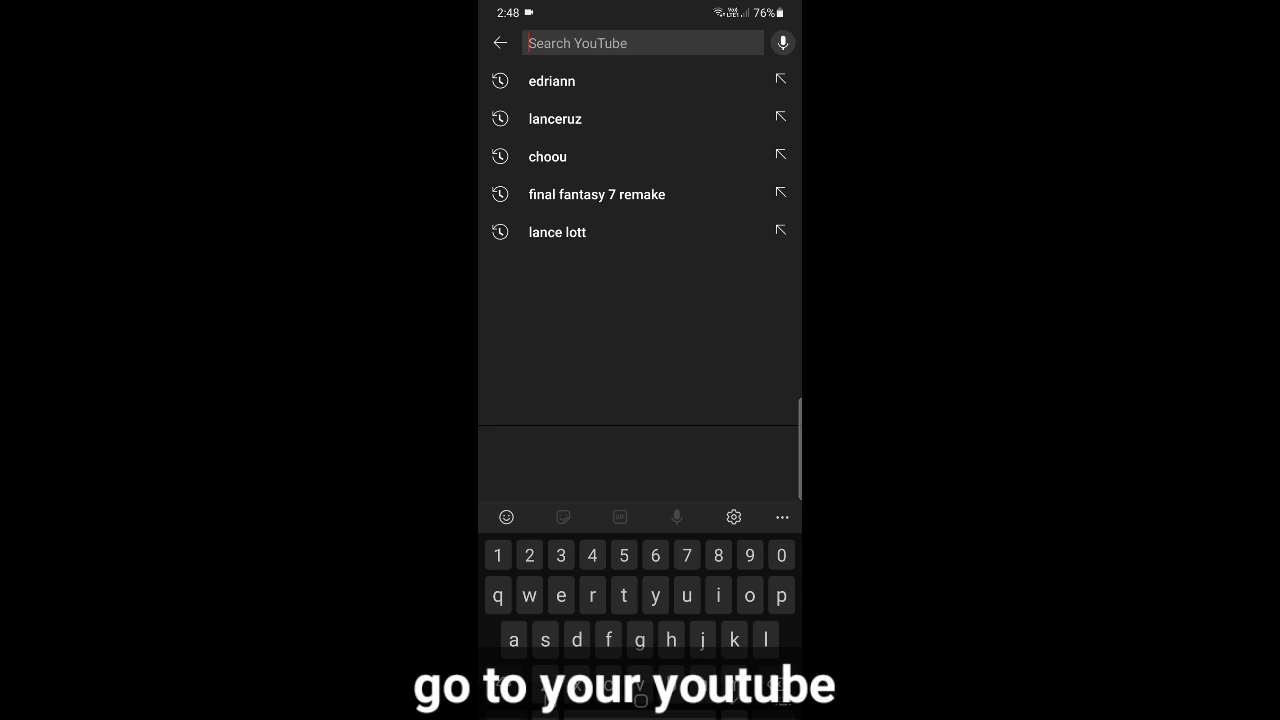 2:48 76%
Search YouTube
edriann
lanceruz
choou
final fantasy 7 remake
lance lott
GIF
1 2 3 4 5 6 7 8 9 0
q w e r t y u i o p
a s d f g h j k l
go to your youtube